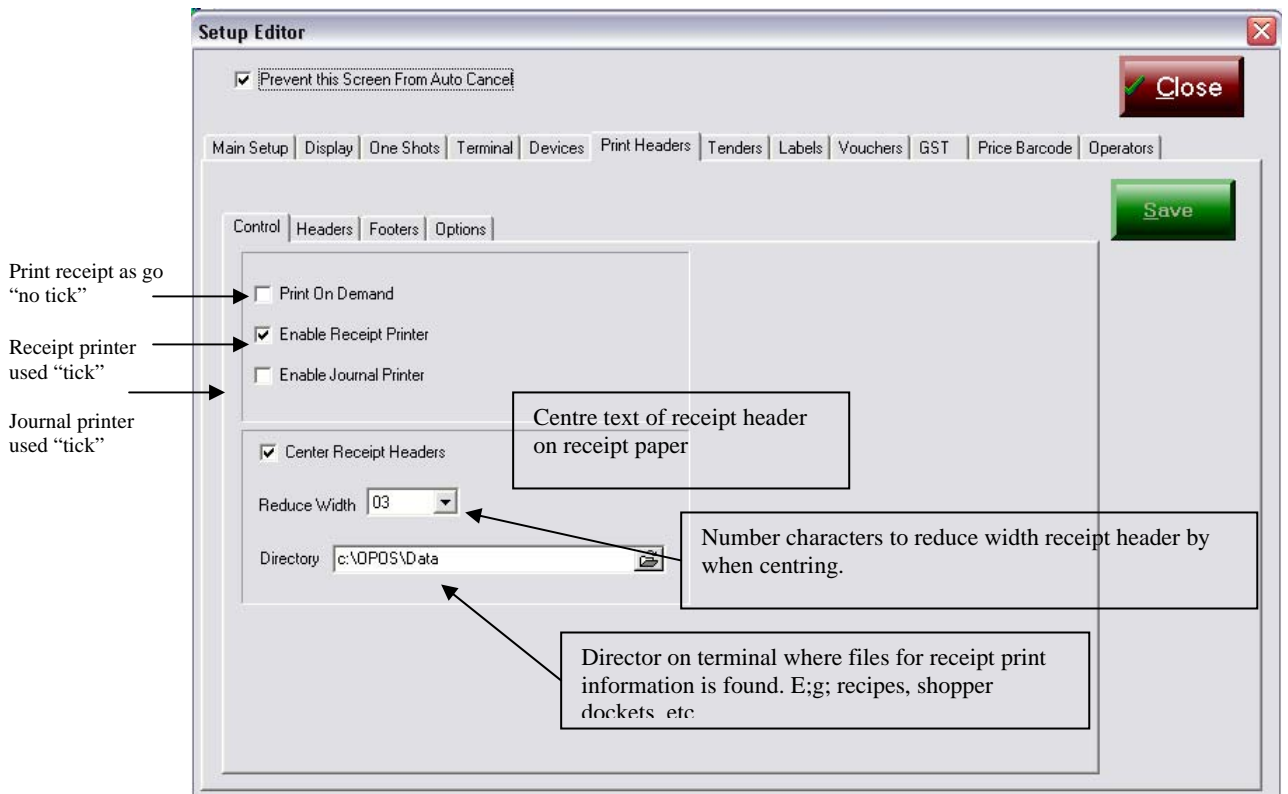 Setup Editor
Prevent this Screen From Auto Cancel
Close
Main Setup Display One Shots Terminal Devices Print Headers Tenders Labels Vouchers GST Price Barcode Operators
Save
Control Headers Footers Options
Print receipt as go
“no tick”
Print On Demand
Receipt printer
used “tick”
Enable Receipt Printer
Journal printer
used “tick”
Enable Journal Printer
Centre text of receipt header
on receipt paper
Center Receipt Headers
Reduce Width 03
Number characters to reduce width receipt header by
when centring.
Directory c:\OPOS\Data
Director on terminal where files for receipt print
information is found. E;g; recipes, shopper
dockets, etc